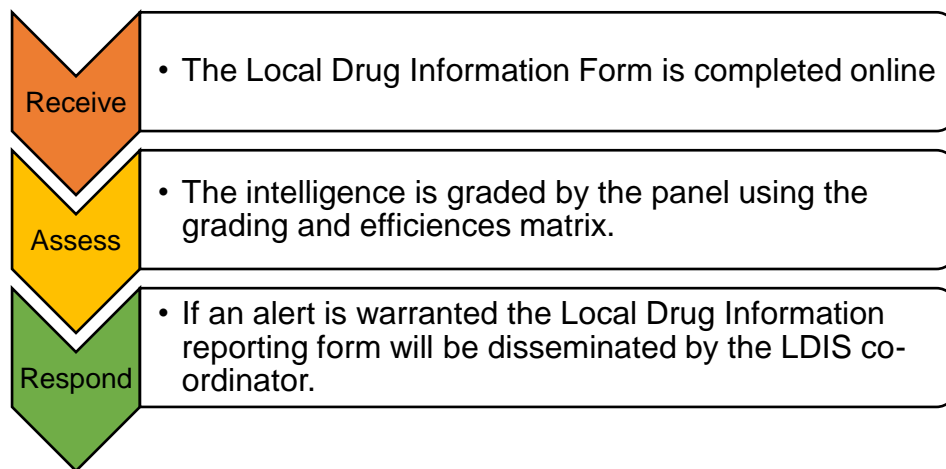 Receive
• The Local Drug Information Form is completed online
Assess
• The intelligence is graded by the panel using the
grading and efficiences matrix.
Respond
• If an alert is warranted the Local Drug Information
reporting form will be disseminated by the LDIS co-
ordinator.